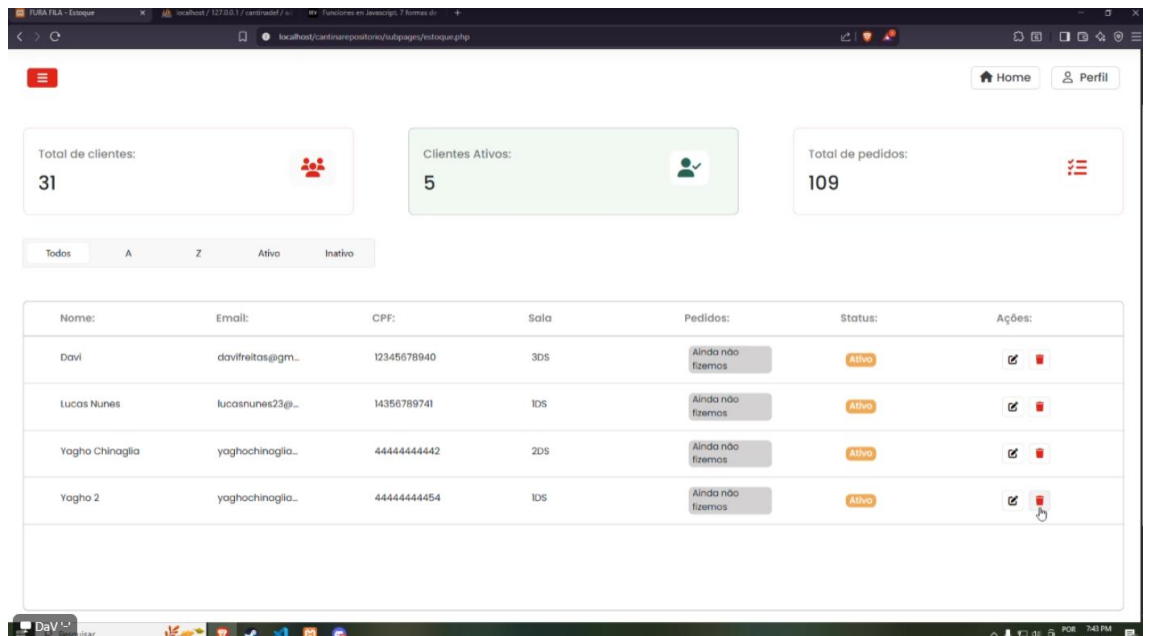 FURA FILA - Estoque
localhost / 127.0.0.1 / cantinadef /
Funciones en Javascript. 7 formas de
localhost/cantinarepositorio/subpages/estoque.php
Home
Perfil
Total de clientes:
31
Clientes Ativos:
5
Total de pedidos:
109
Todos A Z Ativo Inativo
Nome: Email: CPF: Sala Pedidos: Status: Ações:
Davi davifreitas@gm... 12345678940 3DS Ainda não fizemos Ativo
Lucas Nunes lucasnunes23@... 14356789741 1DS Ainda não fizemos Ativo
Yagho Chinaglia yaghochinaglia... 44444444442 2DS Ainda não fizemos Ativo
Yagho 2 yaghochinaglia... 44444444454 1DS Ainda não fizemos Ativo
DaV '-'
POR 7:43 PM